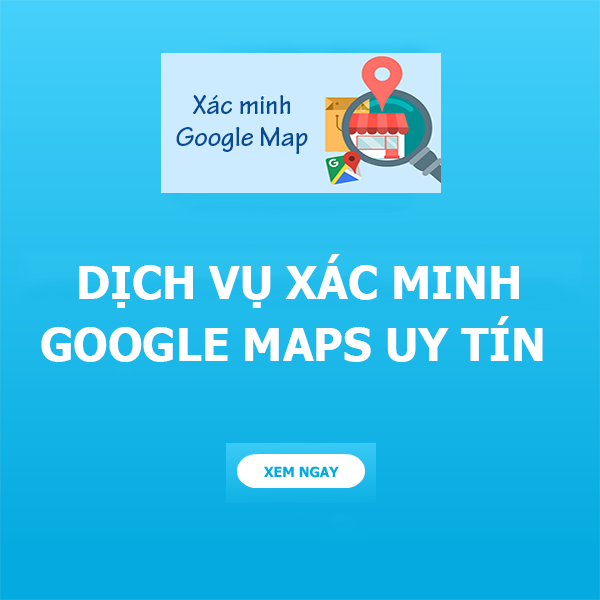 Xác minh
Google Map
G
DỊCH VỤ XÁC MINH
GOOGLE MAPS UY TÍN
XEM NGAY